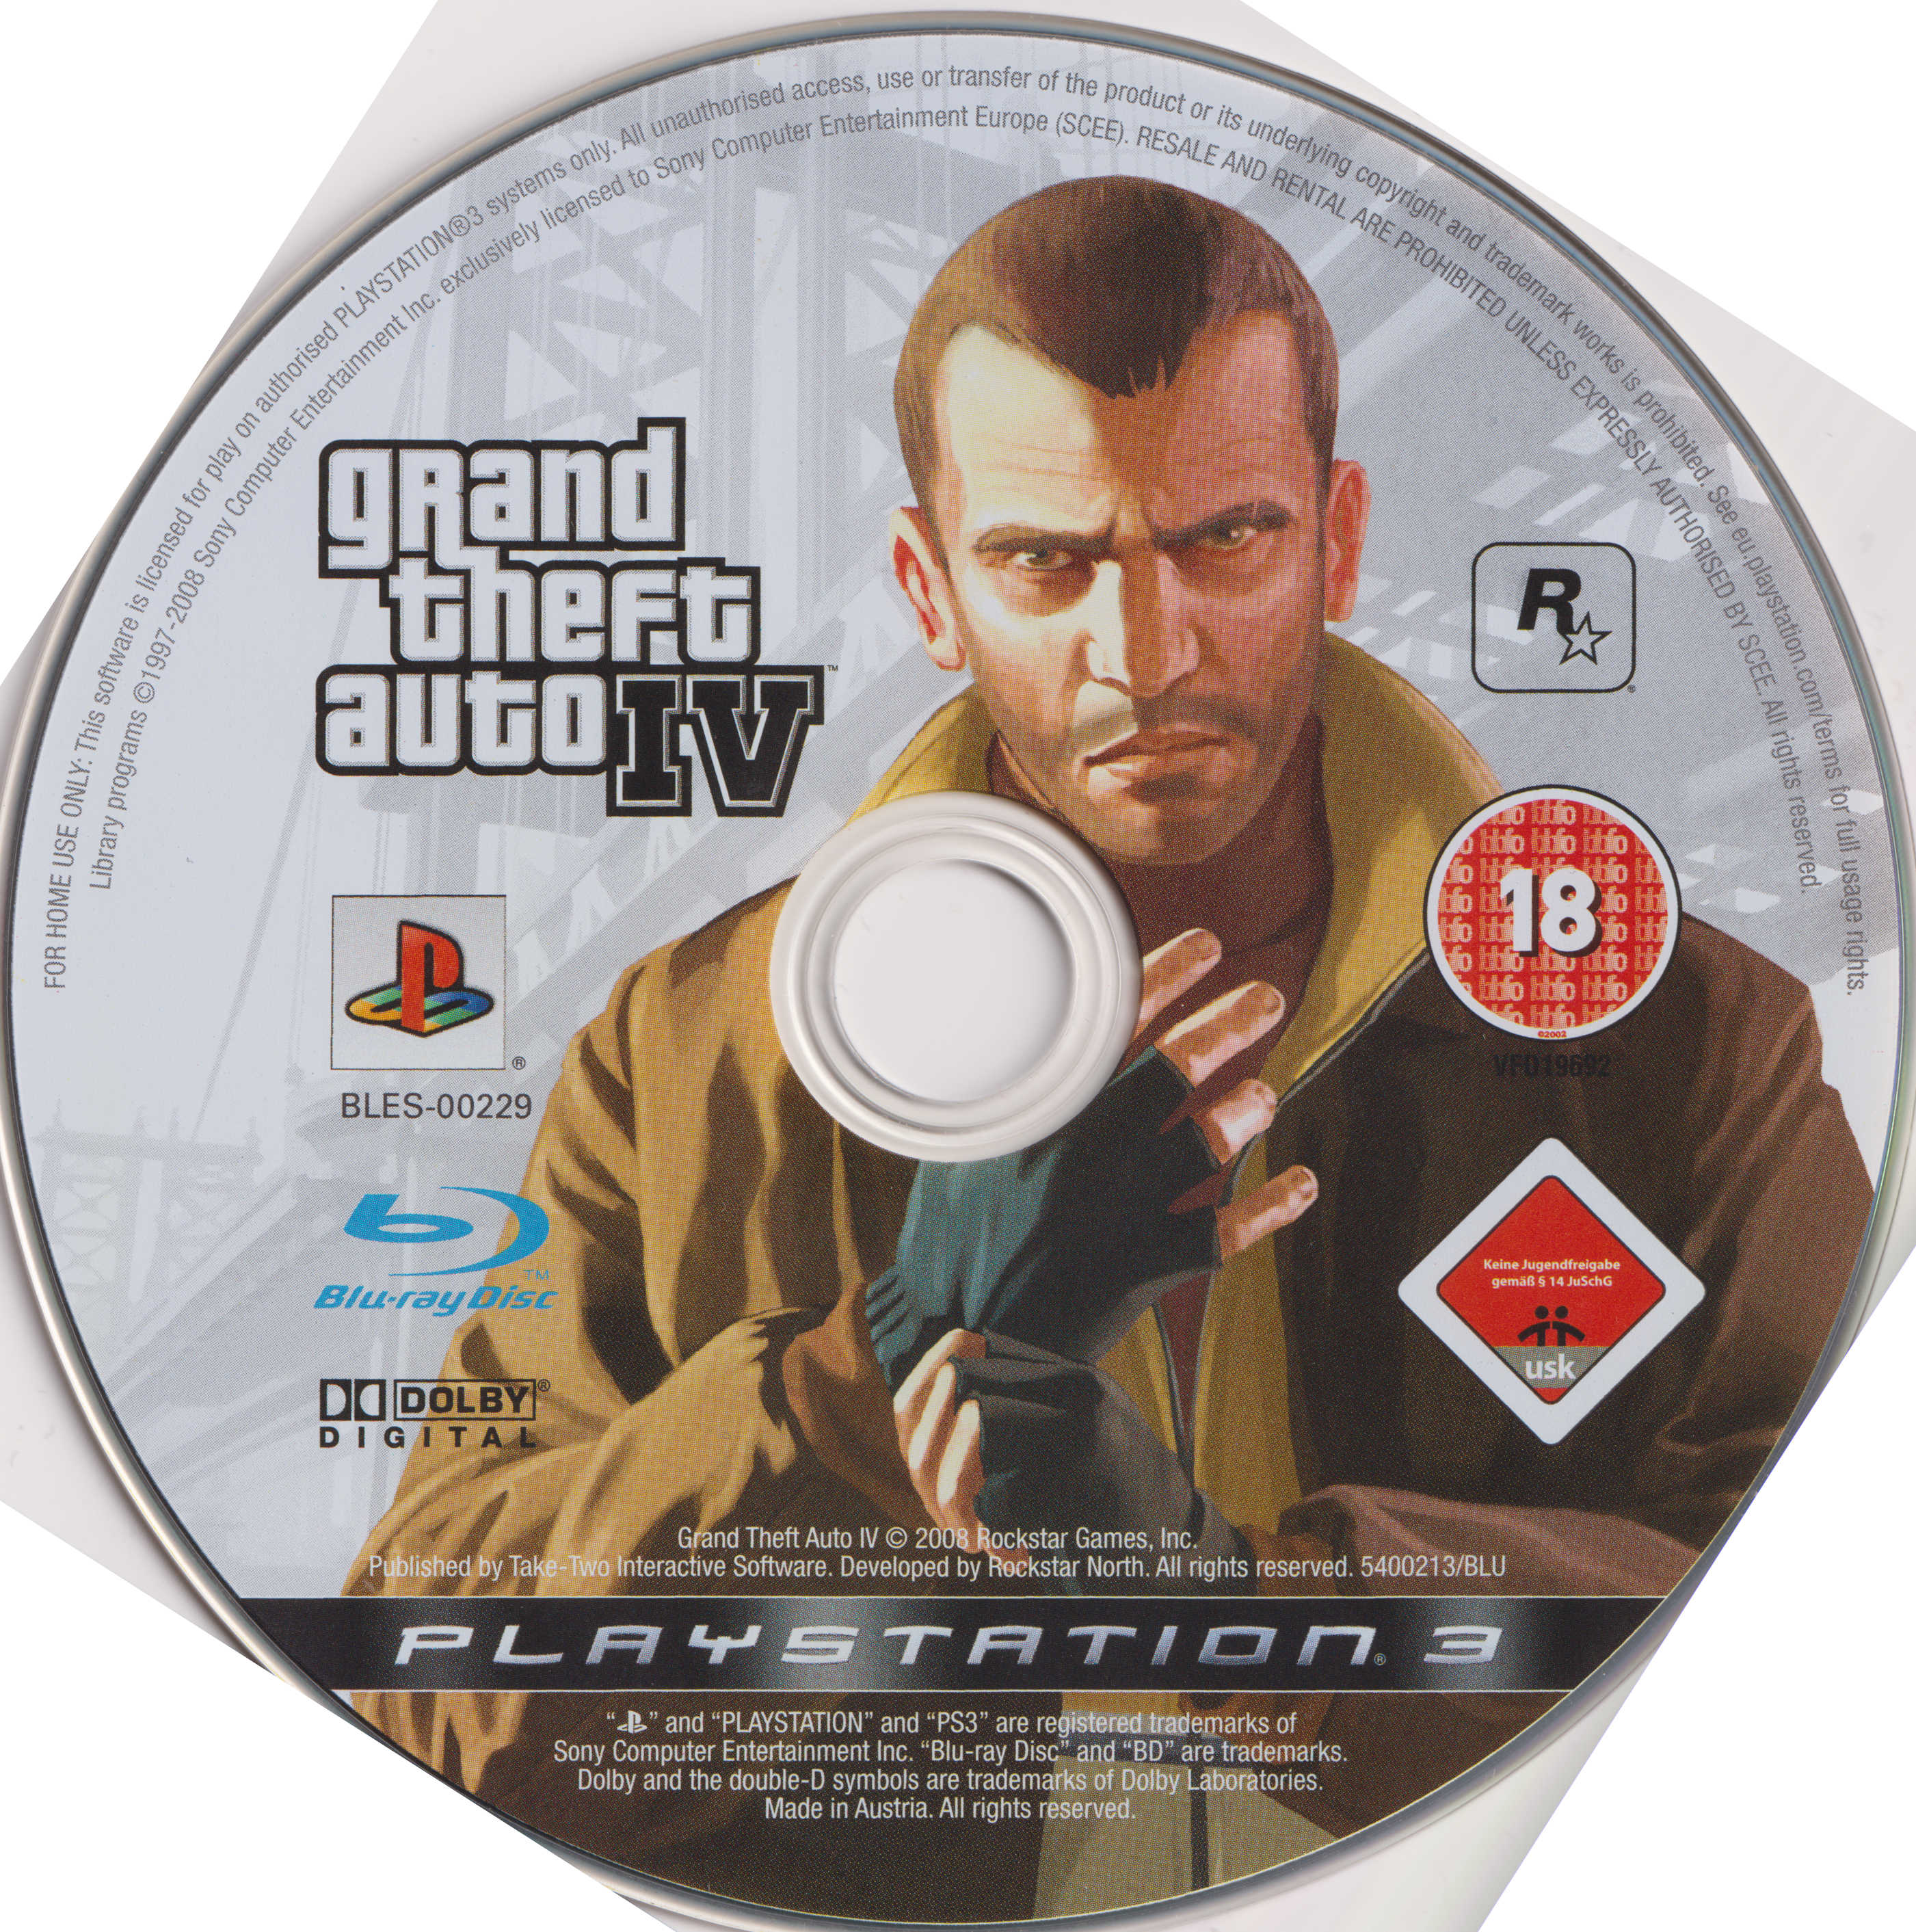 FOR HOME USE ONLY: This software is licensed for play on authorised PLAYSTATION®3 systems only. All unauthorised access, use or transfer of the product or its underlying copyright and trademark works is prohibited. See eu.playstation.com/terms for full usage rights.
Library programs ©1997-2008 Sony Computer Entertainment Inc. exclusively licensed to Sony Computer Entertainment Europe (SCEE). RESALE AND RENTAL ARE PROHIBITED UNLESS EXPRESSLY AUTHORISED BY SCEE. All rights reserved.
grand
theft
auto IV™
R
®
bbfc
18
©2002
VFO19692
®
BLES-00229
Blu-ray Disc™
DOLBY®
DIGITAL
Keine Jugendfreigabe
gemäß § 14 JuSchG
usk
Grand Theft Auto IV © 2008 Rockstar Games, Inc.
Published by Take-Two Interactive Software. Developed by Rockstar North. All rights reserved. 5400213/BLU
PLAYSTATION® 3
“ ” and “PLAYSTATION” and “PS3” are registered trademarks of
Sony Computer Entertainment Inc. “Blu-ray Disc” and “BD” are trademarks.
Dolby and the double-D symbols are trademarks of Dolby Laboratories.
Made in Austria. All rights reserved.